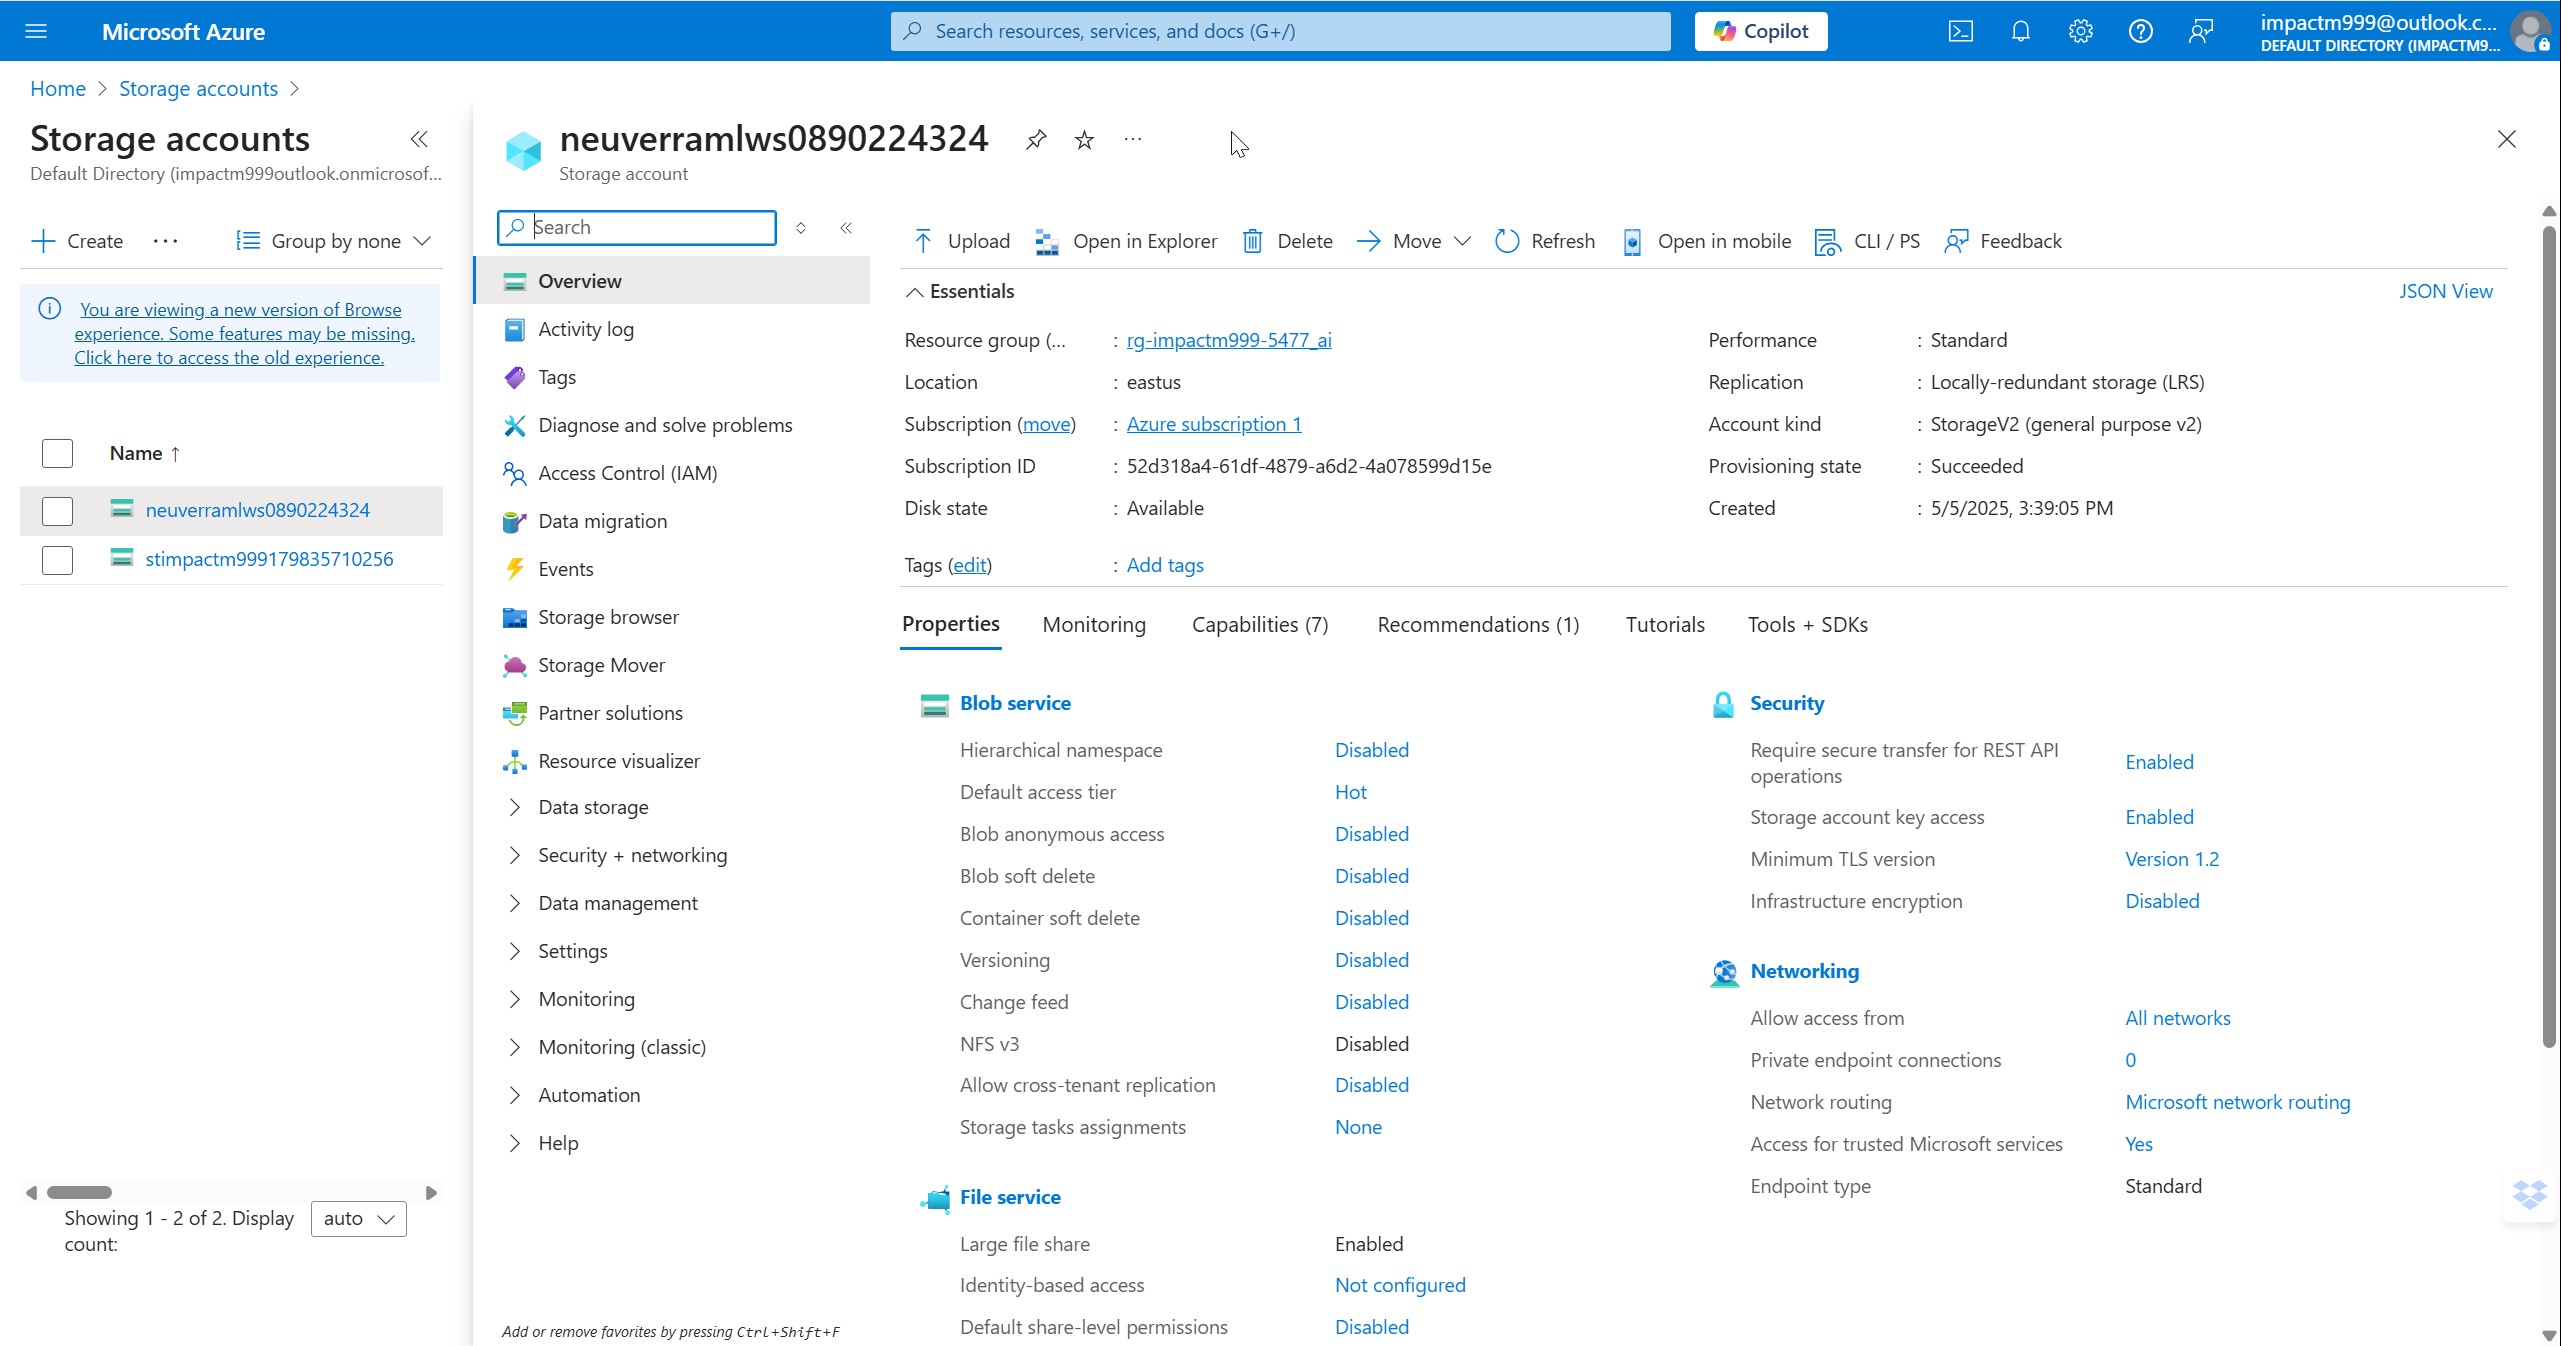 Microsoft Azure
Search resources, services, and docs (G+/)
Copilot
impactm999@outlook.c...
DEFAULT DIRECTORY (IMPACTM9...
Home > Storage accounts >
Storage accounts
Default Directory (impactm999outlook.onmicrosof...
Create
Group by none
You are viewing a new version of Browse
experience. Some features may be missing.
Click here to access the old experience.
Name ↑
neuverramlws0890224324
stimpactm999179835710256
Showing 1 - 2 of 2. Display
count:
auto
neuverramlws0890224324
Storage account
Search
Overview
Activity log
Tags
Diagnose and solve problems
Access Control (IAM)
Data migration
Events
Storage browser
Storage Mover
Partner solutions
Resource visualizer
Data storage
Security + networking
Data management
Settings
Monitoring
Monitoring (classic)
Automation
Help
Add or remove favorites by pressing Ctrl+Shift+F
Upload Open in Explorer Delete Move Refresh Open in mobile CLI / PS Feedback
Essentials
JSON View
Resource group (... : rg-impactm999-5477_ai
Location : eastus
Subscription (move) : Azure subscription 1
Subscription ID : 52d318a4-61df-4879-a6d2-4a078599d15e
Disk state : Available
Tags (edit) : Add tags
Performance : Standard
Replication : Locally-redundant storage (LRS)
Account kind : StorageV2 (general purpose v2)
Provisioning state : Succeeded
Created : 5/5/2025, 3:39:05 PM
Properties Monitoring Capabilities (7) Recommendations (1) Tutorials Tools + SDKs
Blob service
Hierarchical namespace Disabled
Default access tier Hot
Blob anonymous access Disabled
Blob soft delete Disabled
Container soft delete Disabled
Versioning Disabled
Change feed Disabled
NFS v3 Disabled
Allow cross-tenant replication Disabled
Storage tasks assignments None
File service
Large file share Enabled
Identity-based access Not configured
Default share-level permissions Disabled
Security
Require secure transfer for REST API
operations Enabled
Storage account key access Enabled
Minimum TLS version Version 1.2
Infrastructure encryption Disabled
Networking
Allow access from All networks
Private endpoint connections 0
Network routing Microsoft network routing
Access for trusted Microsoft services Yes
Endpoint type Standard